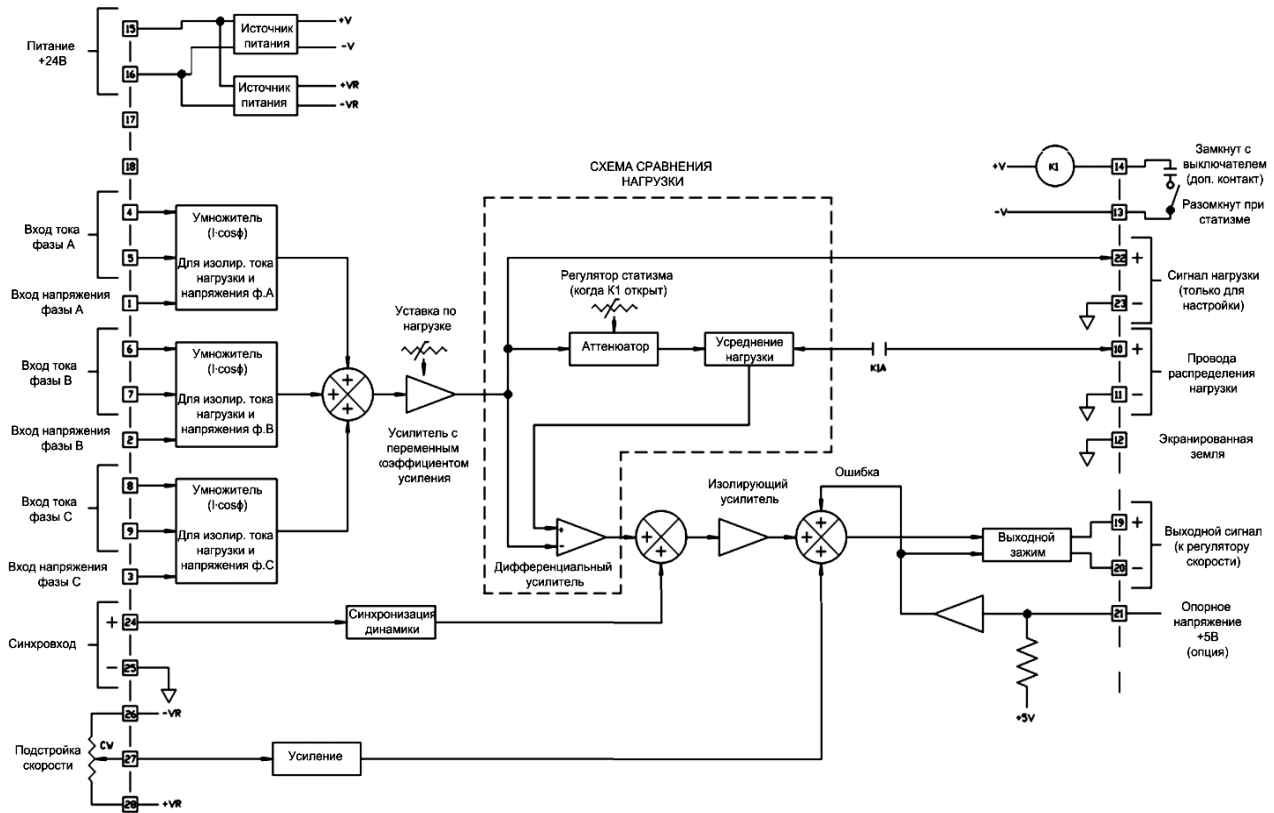 Питание
+24В
15
16
17
18
Источник
питания
+V
-V
Источник
питания
+VR
-VR
Вход тока
фазы А
4
5
Вход напряжения
фазы А
1
Умножитель
(I·cosϕ)
Для изолир. тока
нагрузки и
напряжения ф.А
Вход тока
фазы В
6
7
Вход напряжения
фазы В
2
Умножитель
(I·cosϕ)
Для изолир. тока
нагрузки и
напряжения ф.В
Вход тока
фазы С
8
9
Вход напряжения
фазы С
3
Умножитель
(I·cosϕ)
Для изолир. тока
нагрузки и
напряжения ф.С
+
+
+
Уставка по
нагрузке
Усилитель с
переменным
коэффициентом
усиления
СХЕМА СРАВНЕНИЯ
НАГРУЗКИ
Регулятор статизма
(когда К1 открыт)
Аттенюатор
Усреднение
нагрузки
K1A
+
-
Дифференциальный
усилитель
+
+
Изолирующий
усилитель
Ошибка
+
+
+
Выходной
зажим
+V
K1
14
Замкнут с
выключателем
(доп. контакт)
-V
13
Разомкнут при
статизме
22
+
23
-
Сигнал нагрузки
(только для
настройки)
10
+
11
-
Провода
распределения
нагрузки
12
Экранированная
земля
19
+
20
-
Выходной сигнал
(к регулятору
скорости)
21
Опорное
напряжение
+5В
(опция)
+5V
Синхровход
+
24
-
25
Синхронизация
динамики
Подстройка
скорости
26
-VR
CW
27
28
+VR
Усиление